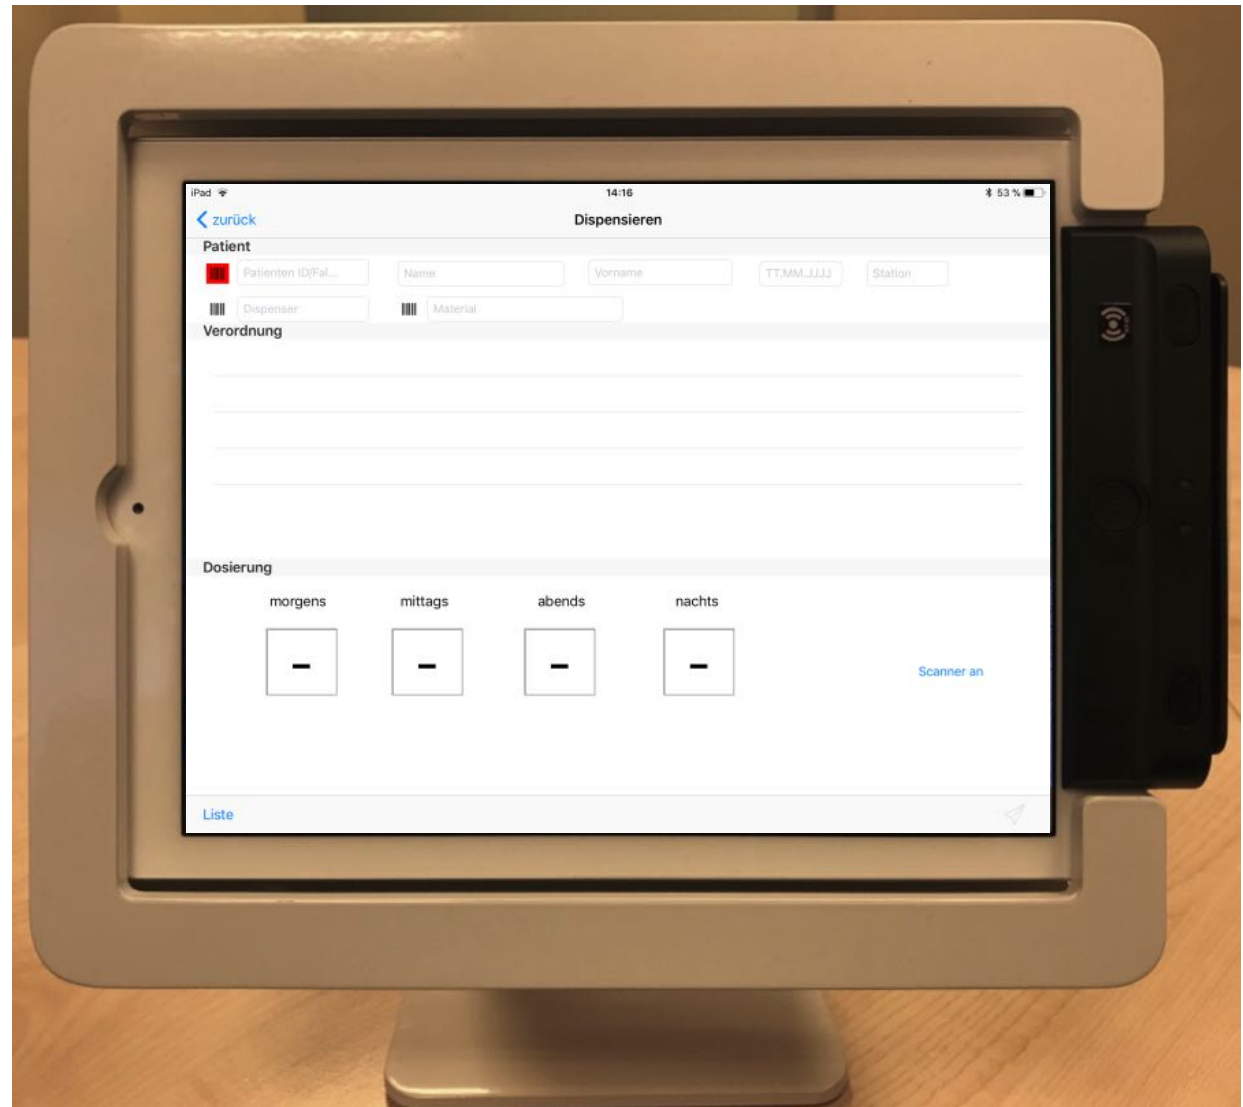 iPad 14:16 53 %
zurück Dispensieren
Patient
Patienten ID/Fal... Name Vorname TT.MM.JJJJ Station
Dispenser Material
Verordnung
Dosierung
morgens mittags abends nachts
– – – –
Scanner an
Liste